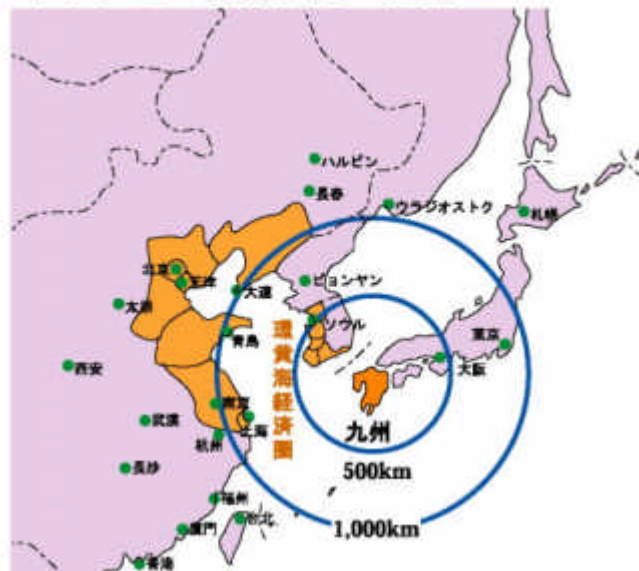 ハルビン
長春
ウラジオストク
札幌
北京
天津
大連
ピョンヤン
太原
ソウル
青島
東京
大阪
環黄海経済圏
西安
南京
上海
武漢
杭州
九州
長沙
500km
福州
台北
1,000km
廈門
香港